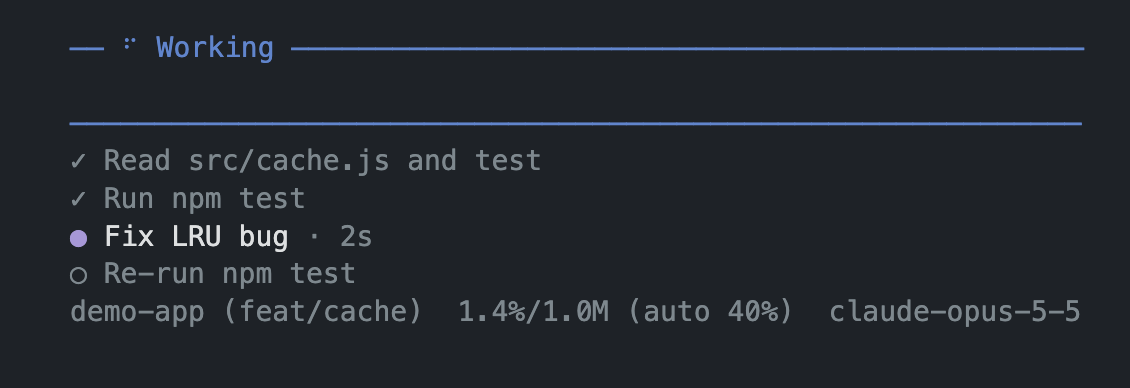 Working
✓ Read src/cache.js and test
✓ Run npm test
● Fix LRU bug · 2s
○ Re-run npm test
demo-app (feat/cache) 1.4%/1.0M (auto 40%) claude-opus-5-5